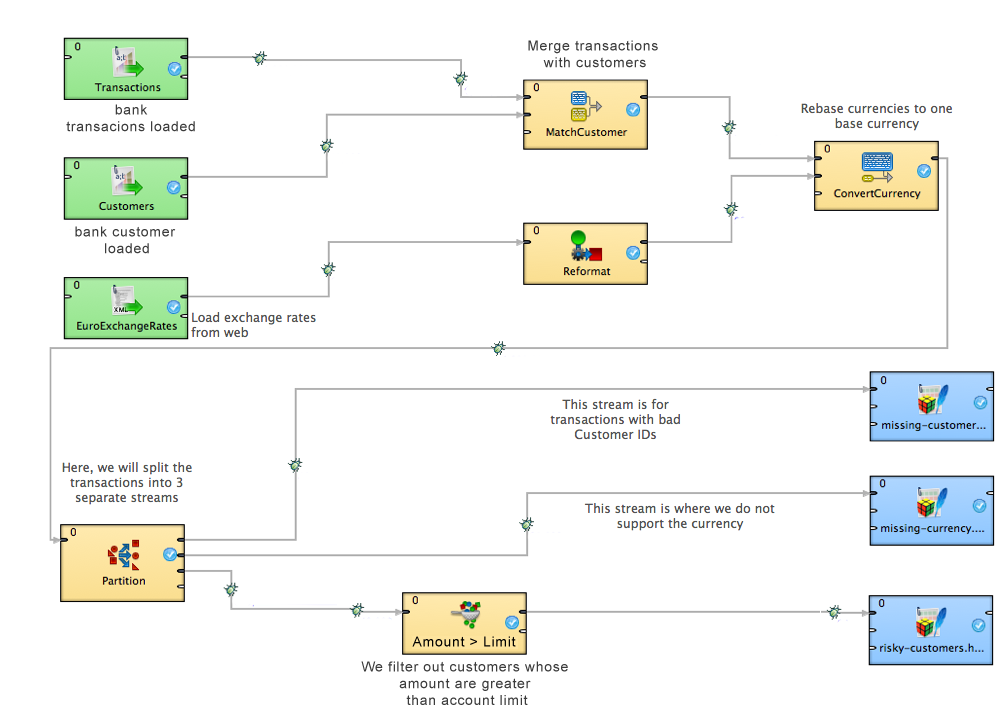 0
Transactions
bank
transacions loaded
Merge transactions
with customers
0
MatchCustomer
Rebase currencies to one
base currency
0
ConvertCurrency
0
Customers
bank customer
loaded
0
Reformat
0
XML
EuroExchangeRates
Load exchange rates
from web
This stream is for
transactions with bad
Customer IDs
0
missing-customer...
Here, we will split the
transactions into 3
separate streams
This stream is where we do not
support the currency
0
missing-currency....
0
Partition
0
Amount > Limit
We filter out customers whose
amount are greater
than account limit
0
risky-customers.h...